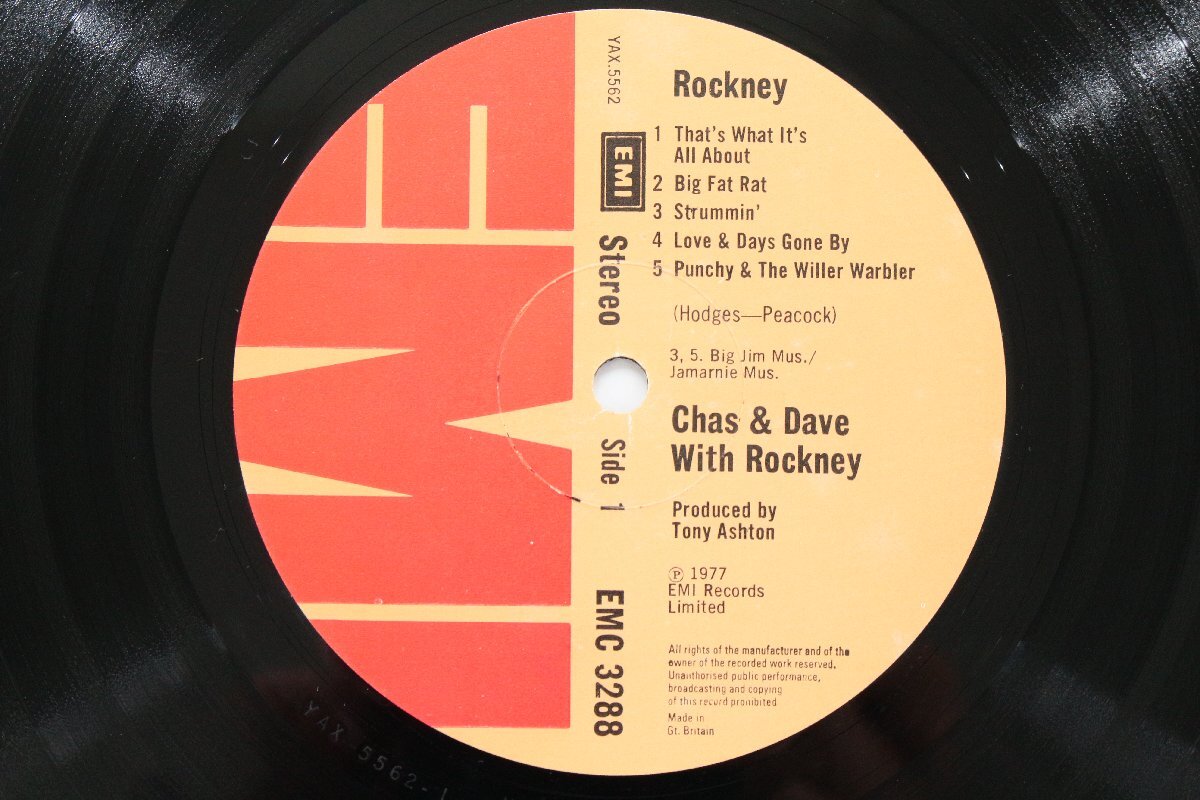 YAX.5562
EMI
Stereo
Side 1
EMC 3288
EMI
Rockney
1 That's What It's
All About
2 Big Fat Rat
3 Strummin'
4 Love & Days Gone By
5 Punchy & The Willer Warbler
(Hodges—Peacock)
3, 5. Big Jim Mus./
Jamarnie Mus.
Chas & Dave
With Rockney
Produced by
Tony Ashton
℗ 1977
EMI Records
Limited
All rights of the manufacturer and of the
owner of the recorded work reserved.
Unauthorised public performance,
broadcasting and copying
of this record prohibited
Made in
Gt. Britain
YAX·5562-1